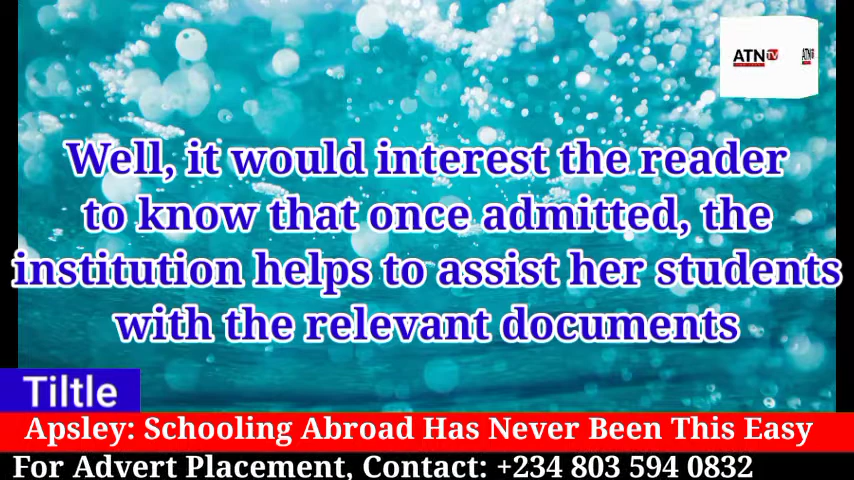 ATN TV
Well, it would interest the reader
to know that once admitted, the
institution helps to assist her students
with the relevant documents
Tiltle
Apsley: Schooling Abroad Has Never Been This Easy
For Advert Placement, Contact: +234 803 594 0832